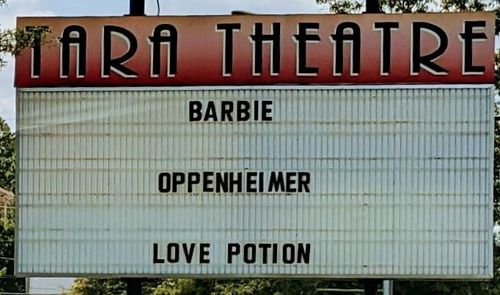 TARA THEATRE
BARBIE
OPPENHEIMER
LOVE POTION